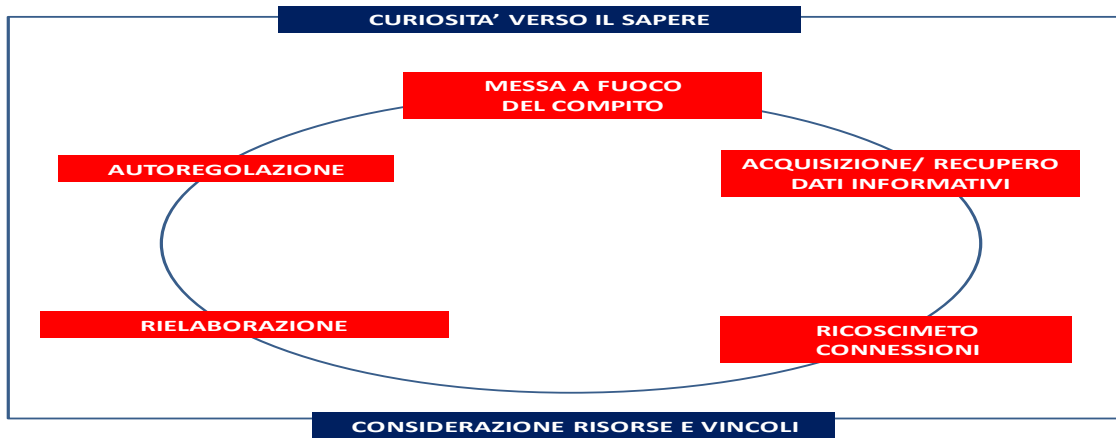 CURIOSITA’ VERSO IL SAPERE
MESSA A FUOCO
DEL COMPITO
AUTOREGOLAZIONE
ACQUISIZIONE/ RECUPERO
DATI INFORMATIVI
RIELABORAZIONE
RICOSCIMETO
CONNESSIONI
CONSIDERAZIONE RISORSE E VINCOLI